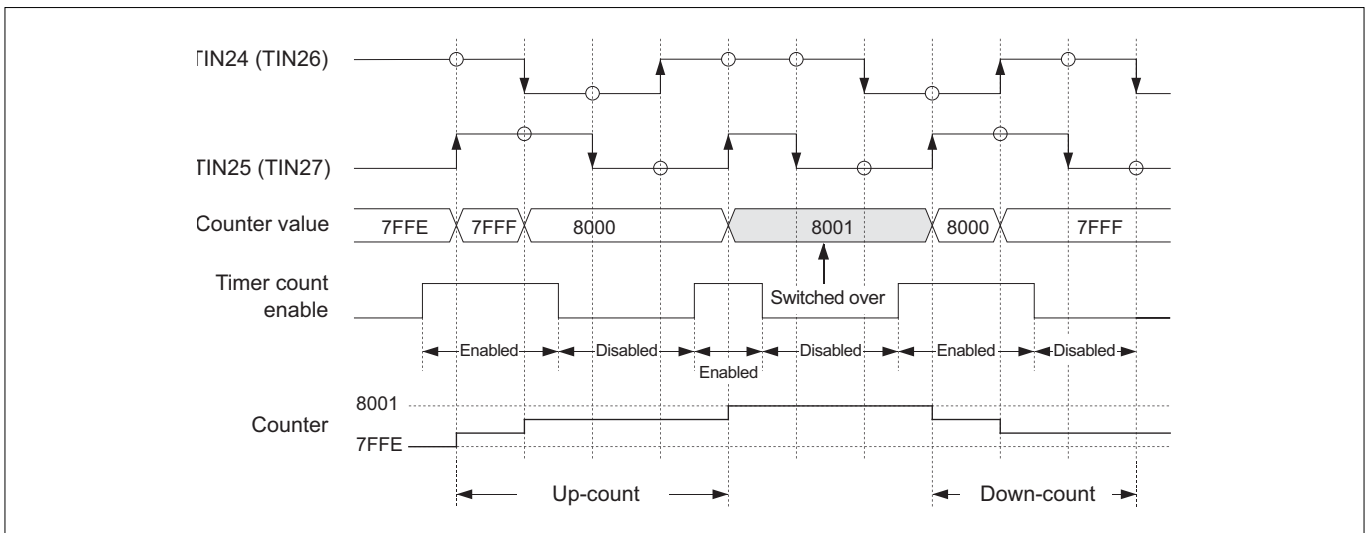 TIN24 (TIN26)
TIN25 (TIN27)
Counter value
7FFE 7FFF 8000 8001 8000 7FFF
Switched over
Timer count
enable
Enabled Disabled Enabled Disabled Enabled Disabled
Counter
8001
7FFE
Up-count Down-count